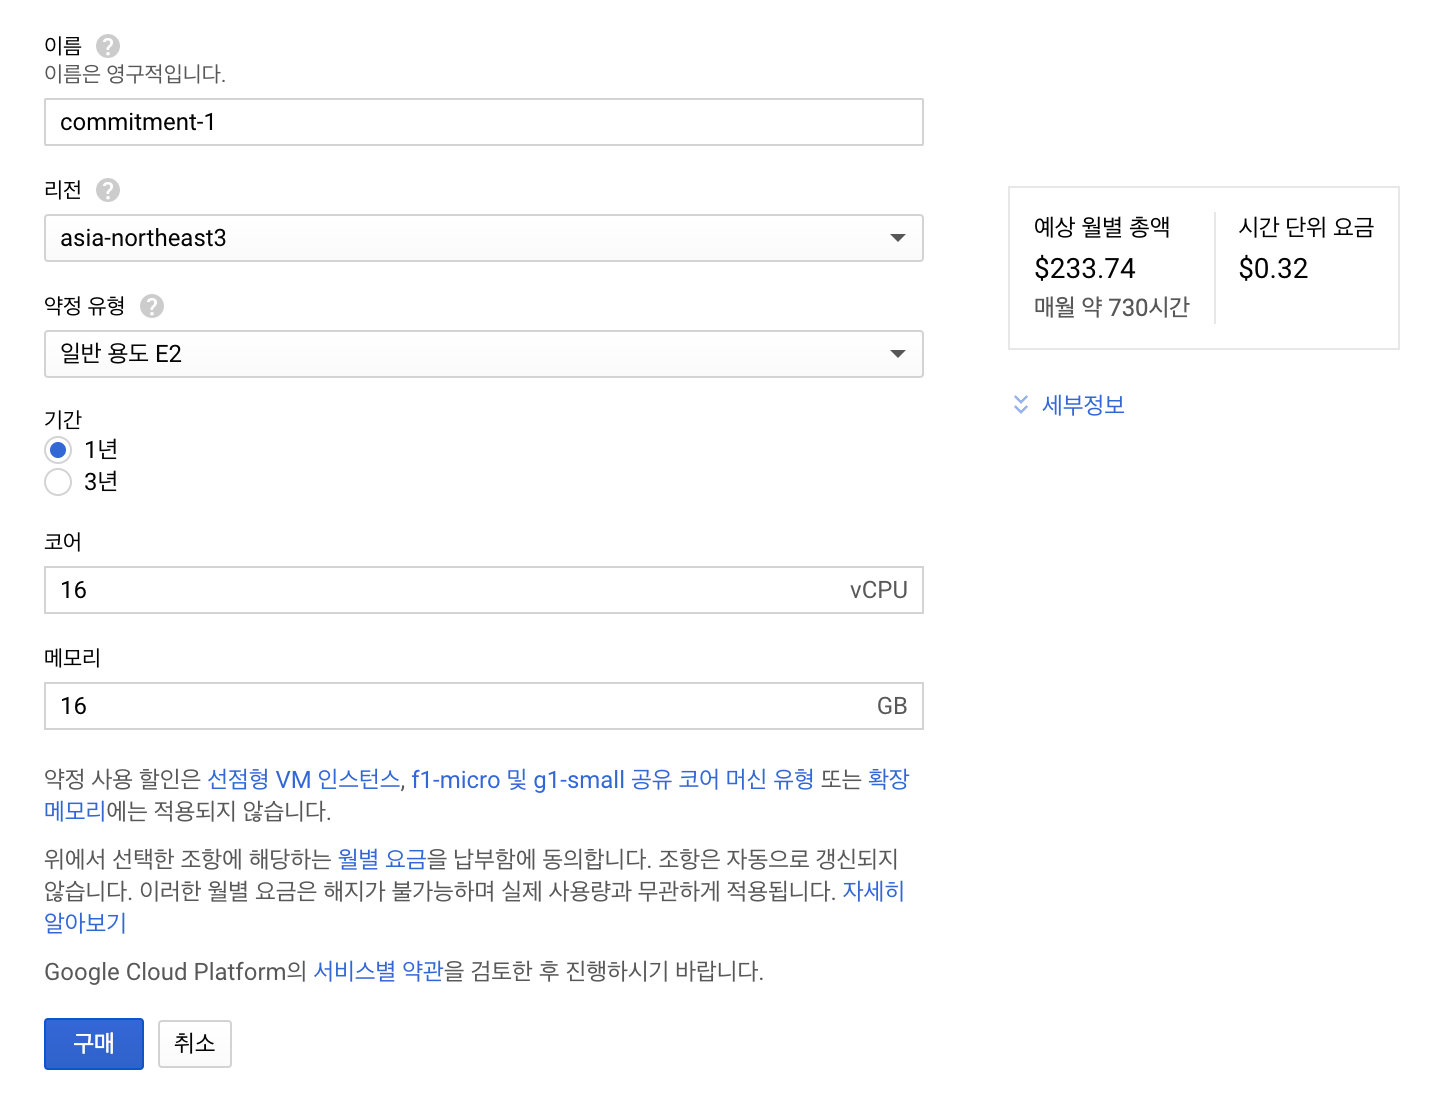 이름
이름은 영구적입니다.
commitment-1
리전
asia-northeast3
약정 유형
일반 용도 E2
기간
1년
3년
코어
16 vCPU
메모리
16 GB
약정 사용 할인은 선점형 VM 인스턴스, f1-micro 및 g1-small 공유 코어 머신 유형 또는 확장
메모리에는 적용되지 않습니다.
위에서 선택한 조항에 해당하는 월별 요금을 납부함에 동의합니다. 조항은 자동으로 갱신되지
않습니다. 이러한 월별 요금은 해지가 불가능하며 실제 사용량과 무관하게 적용됩니다. 자세히
알아보기
Google Cloud Platform의 서비스별 약관을 검토한 후 진행하시기 바랍니다.
구매 취소
예상 월별 총액
$233.74
매월 약 730시간
시간 단위 요금
$0.32
세부정보